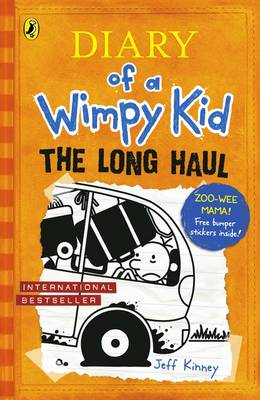 DIARY
of a
Wimpy Kid
THE LONG HAUL
ZOO-WEE
MAMA!
Free bumper
stickers inside!
INTERNATIONAL
BESTSELLER
Jeff Kinney